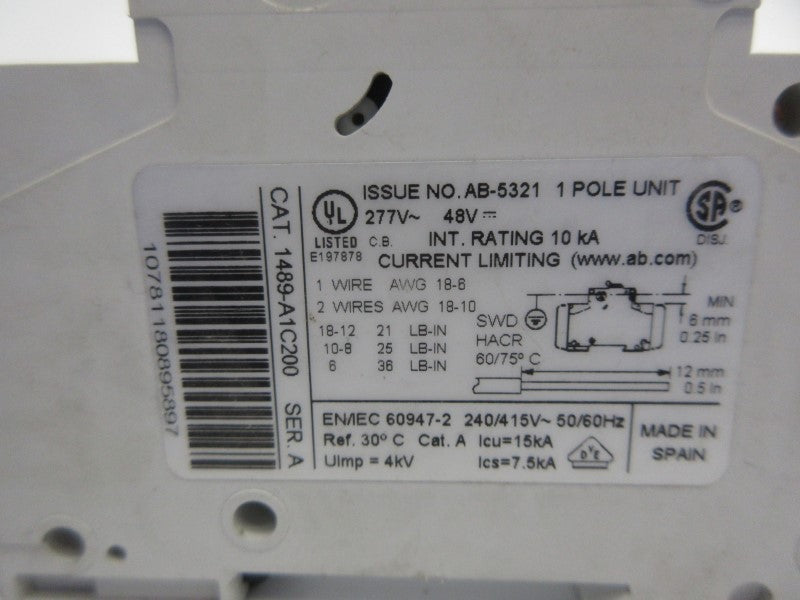 10781180895897
CAT. 1489-A1C200 SER. A
UL
LISTED C.B.
E197878
ISSUE NO. AB-5321 1 POLE UNIT
277V~ 48V⎓
INT. RATING 10 kA
CURRENT LIMITING (www.ab.com)
SA®
DISJ.
1 WIRE AWG 18-6
2 WIRES AWG 18-10
18-12 21 LB-IN
10-8 25 LB-IN
6 36 LB-IN
SWD
HACR
60/75° C
MIN
6 mm
0.25 in
12 mm
0.5 in
EN/IEC 60947-2 240/415V~ 50/60Hz
Ref. 30° C Cat. A Icu=15kA
UImp = 4kV Ics=7.5kA
DVE
MADE IN
SPAIN